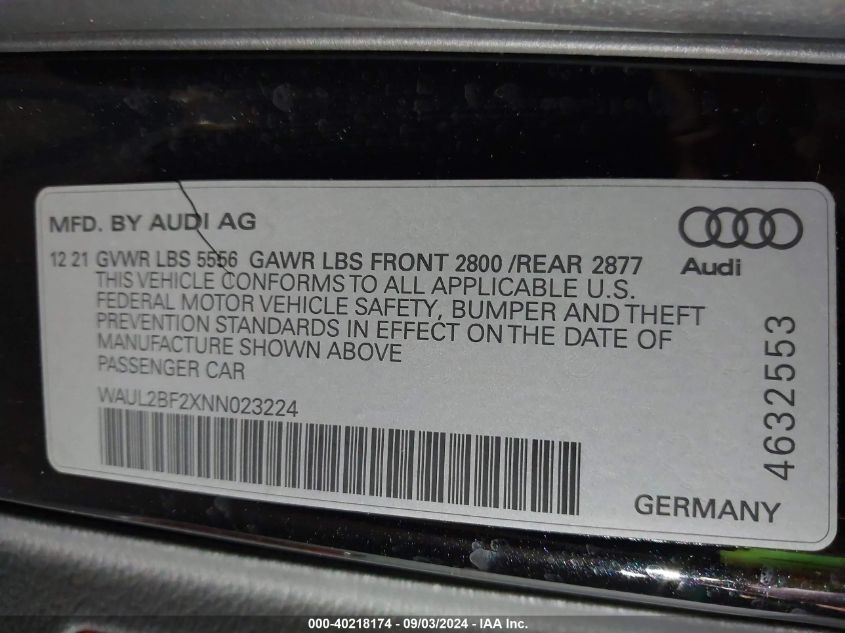 MFD. BY AUDI AG
Audi
12 21 GVWR LBS 5556 GAWR LBS FRONT 2800 /REAR 2877
THIS VEHICLE CONFORMS TO ALL APPLICABLE U.S.
FEDERAL MOTOR VEHICLE SAFETY, BUMPER AND THEFT
PREVENTION STANDARDS IN EFFECT ON THE DATE OF
MANUFACTURE SHOWN ABOVE
PASSENGER CAR
WAUL2BF2XNN023224
4632553
GERMANY
000-40218174 - 09/03/2024 - IAA Inc.